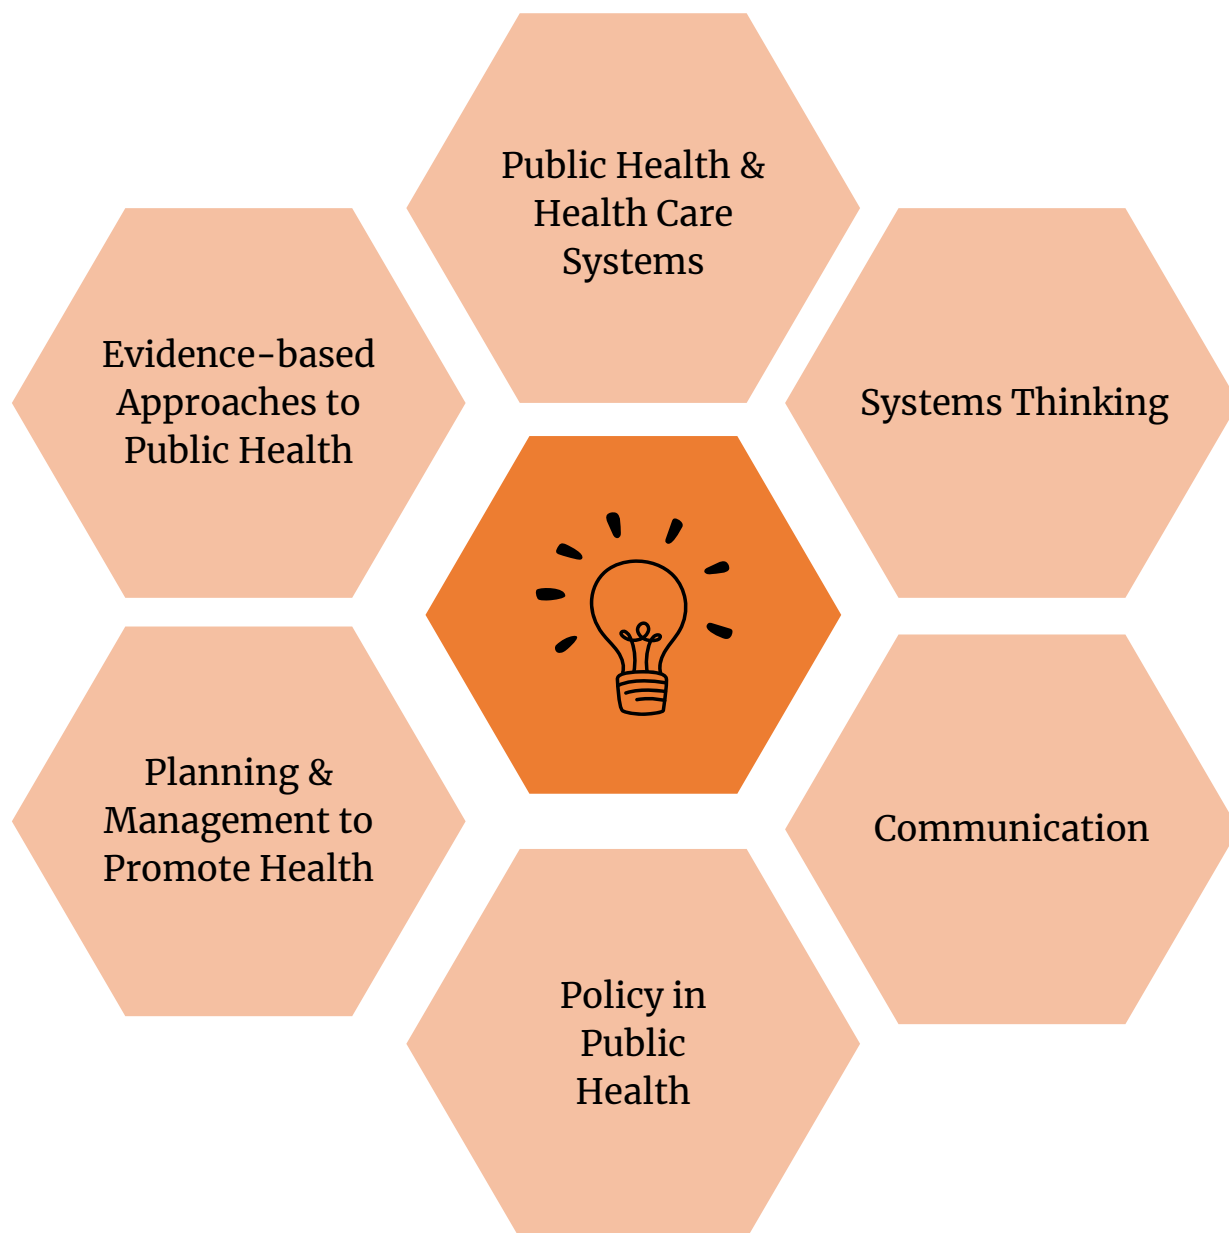 Public Health &
Health Care
Systems
Evidence-based
Approaches to
Public Health
Systems Thinking
Planning &
Management to
Promote Health
Communication
Policy in
Public
Health